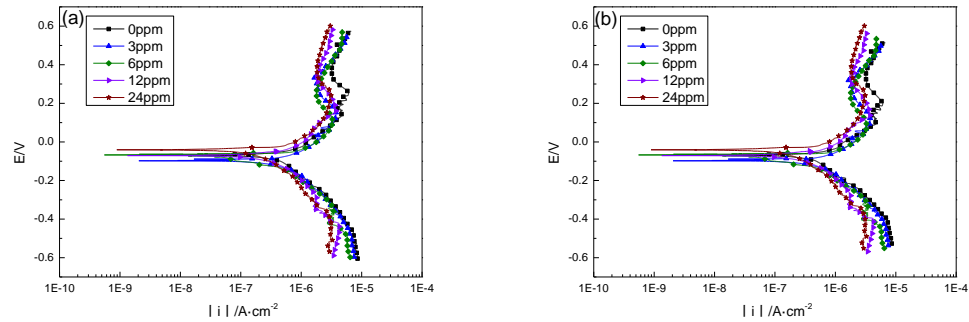 (a)
0ppm
3ppm
6ppm
12ppm
24ppm
E/V
0.6
0.4
0.2
0.0
-0.2
-0.4
-0.6
1E-10 1E-9 1E-8 1E-7 1E-6 1E-5 1E-4
| i | /A·cm-2
(b)
0ppm
3ppm
6ppm
12ppm
24ppm
E/V
0.6
0.4
0.2
0.0
-0.2
-0.4
-0.6
1E-10 1E-9 1E-8 1E-7 1E-6 1E-5 1E-4
| i | /A·cm-2